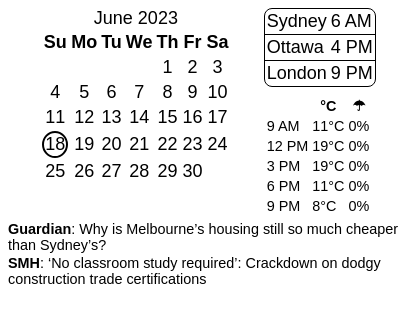 June 2023
Su Mo Tu We Th Fr Sa
1 2 3
4 5 6 7 8 9 10
11 12 13 14 15 16 17
18 19 20 21 22 23 24
25 26 27 28 29 30
Sydney 6 AM
Ottawa 4 PM
London 9 PM
°C ☂
9 AM 11°C 0%
12 PM 19°C 0%
3 PM 19°C 0%
6 PM 11°C 0%
9 PM 8°C 0%
Guardian: Why is Melbourne’s housing still so much cheaper
than Sydney’s?
SMH: ‘No classroom study required’: Crackdown on dodgy
construction trade certifications